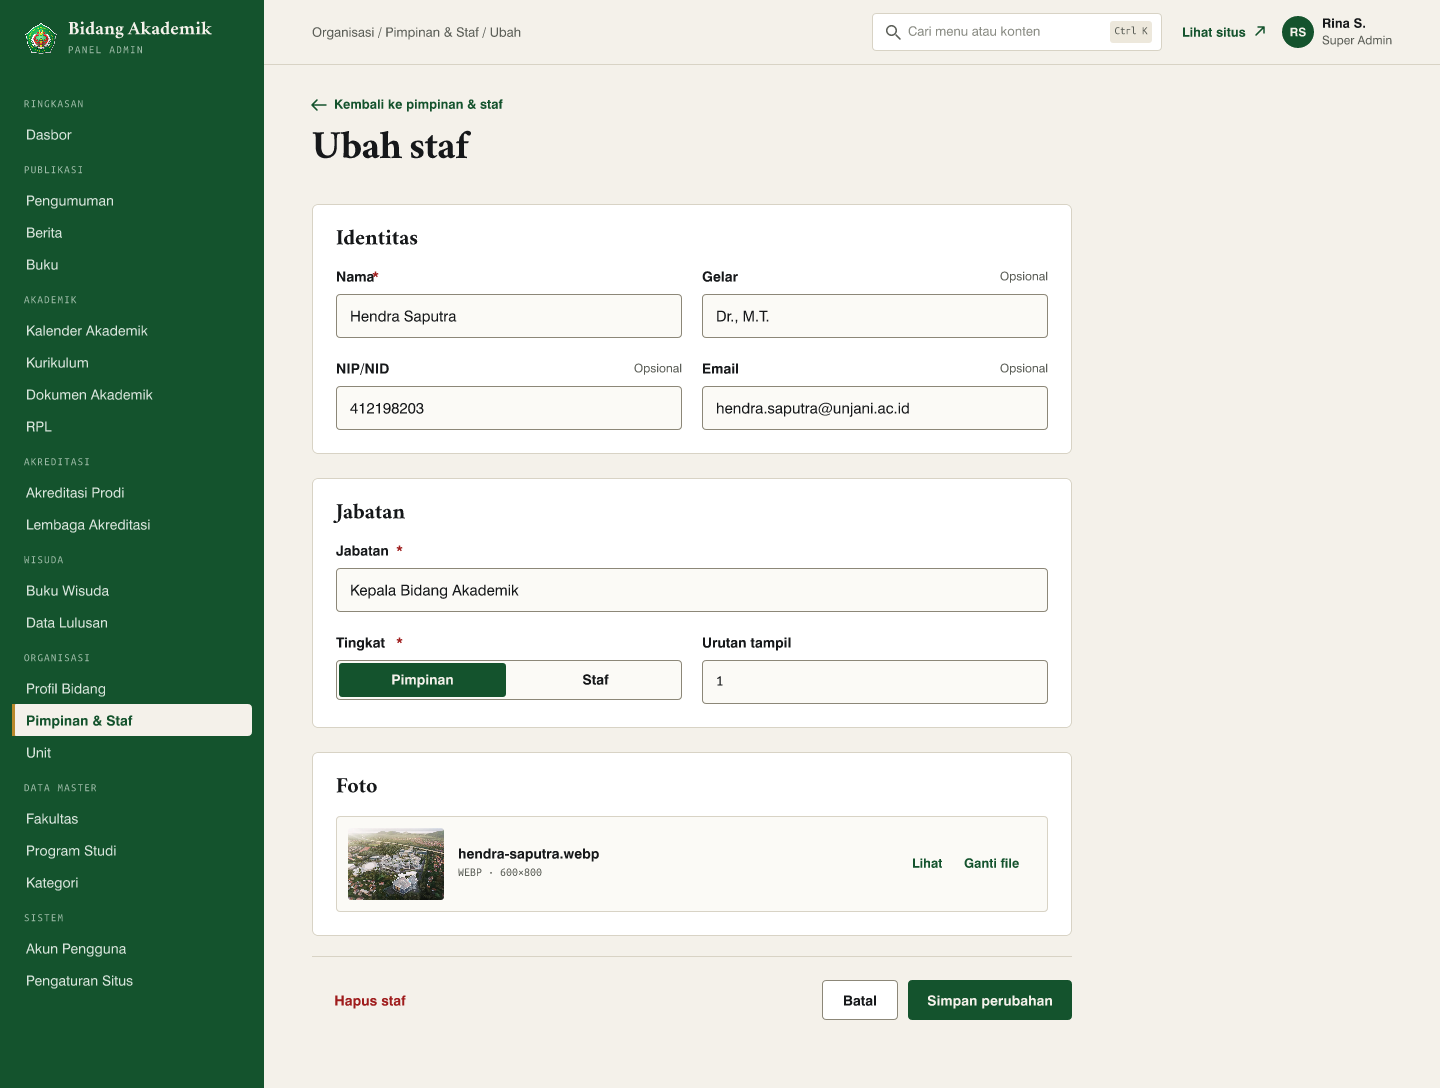 Bidang Akademik
PANEL ADMIN
RINGKASAN
Dasbor
PUBLIKASI
Pengumuman
Berita
Buku
AKADEMIK
Kalender Akademik
Kurikulum
Dokumen Akademik
RPL
AKREDITASI
Akreditasi Prodi
Lembaga Akreditasi
WISUDA
Buku Wisuda
Data Lulusan
ORGANISASI
Profil Bidang
Pimpinan & Staf
Unit
DATA MASTER
Fakultas
Program Studi
Kategori
SISTEM
Akun Pengguna
Pengaturan Situs
Organisasi / Pimpinan & Staf / Ubah
Cari menu atau konten
Ctrl K
Lihat situs
RS
Rina S.
Super Admin
Kembali ke pimpinan & staf
Ubah staf
Identitas
Nama*
Hendra Saputra
Gelar
Opsional
Dr., M.T.
NIP/NID
Opsional
412198203
Email
Opsional
hendra.saputra@unjani.ac.id
Jabatan
Jabatan *
Kepala Bidang Akademik
Tingkat *
Pimpinan
Staf
Urutan tampil
1
Foto
hendra-saputra.webp
WEBP · 600×800
Lihat
Ganti file
Hapus staf
Batal
Simpan perubahan